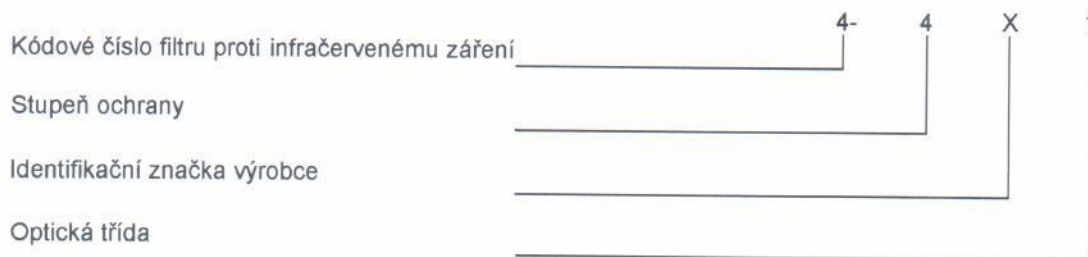 4- 4 X
Kódové číslo filtru proti infračervenému záření
Stupeň ochrany
Identifikační značka výrobce
Optická třída